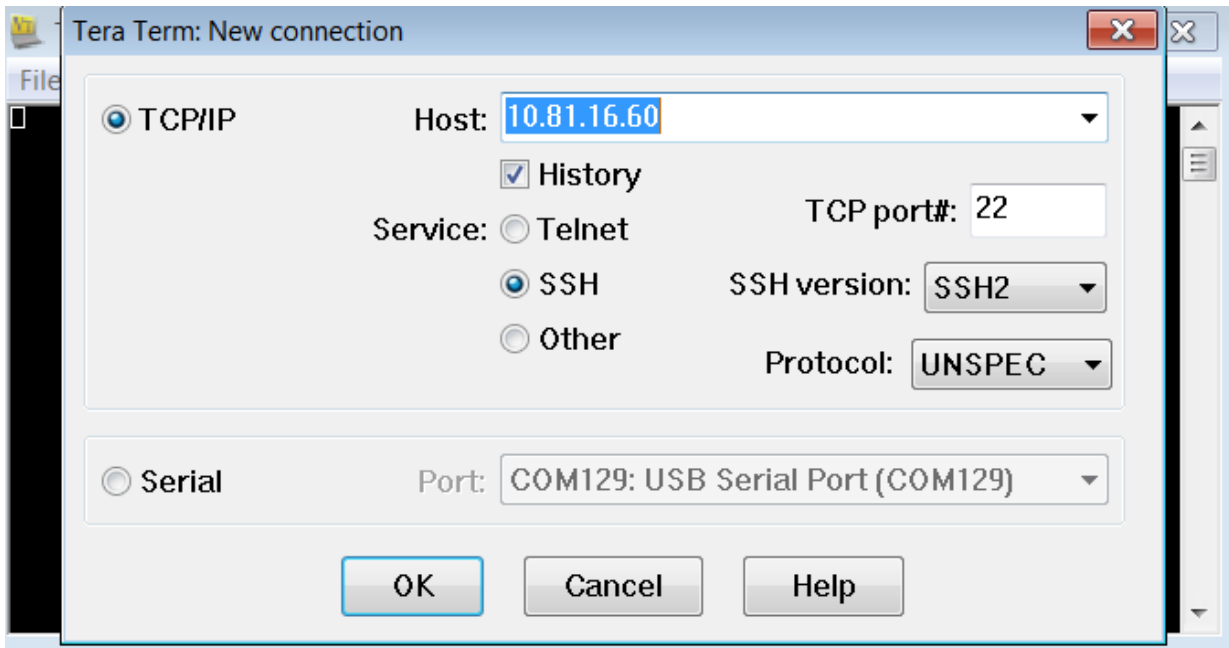 Tera Term: New connection
File
TCP/IP
Host: 10.81.16.60
History
TCP port#: 22
Service: Telnet
SSH
SSH version: SSH2
Other
Protocol: UNSPEC
Serial
Port: COM129: USB Serial Port (COM129)
OK
Cancel
Help